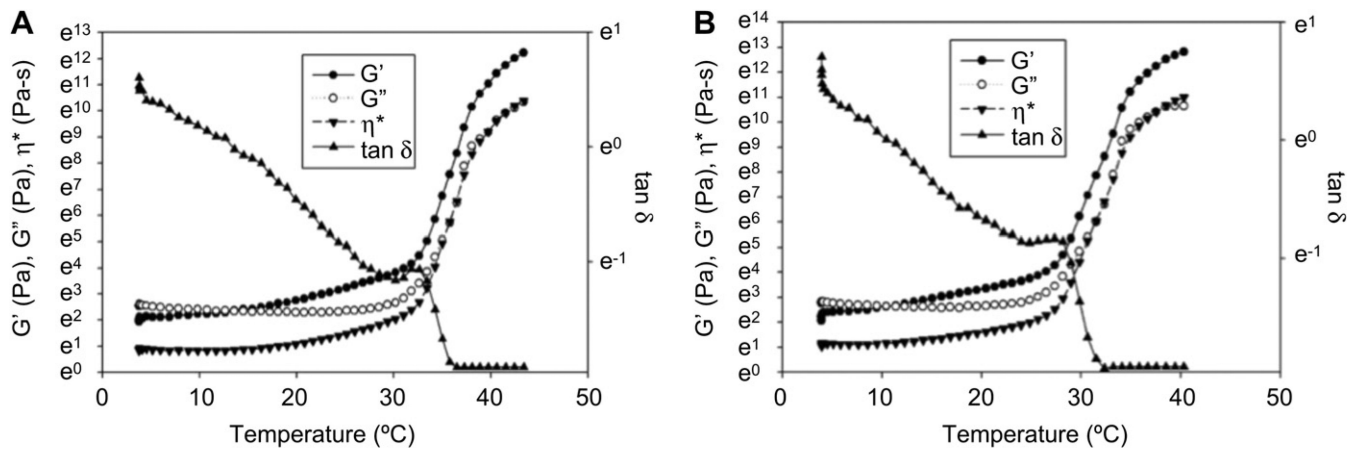 A
G' (Pa), G" (Pa), η* (Pa-s)
e13
e12
e11
e10
e9
e8
e7
e6
e5
e4
e3
e2
e1
e0
G'
G"
η*
tan δ
e1
e0
e-1
tan δ
0 10 20 30 40 50
Temperature (ºC)
B
G' (Pa), G" (Pa), η* (Pa-s)
e14
e13
e12
e11
e10
e9
e8
e7
e6
e5
e4
e3
e2
e1
e0
G'
G"
η*
tan δ
e1
e0
e-1
tan δ
0 10 20 30 40 50
Temperature (ºC)